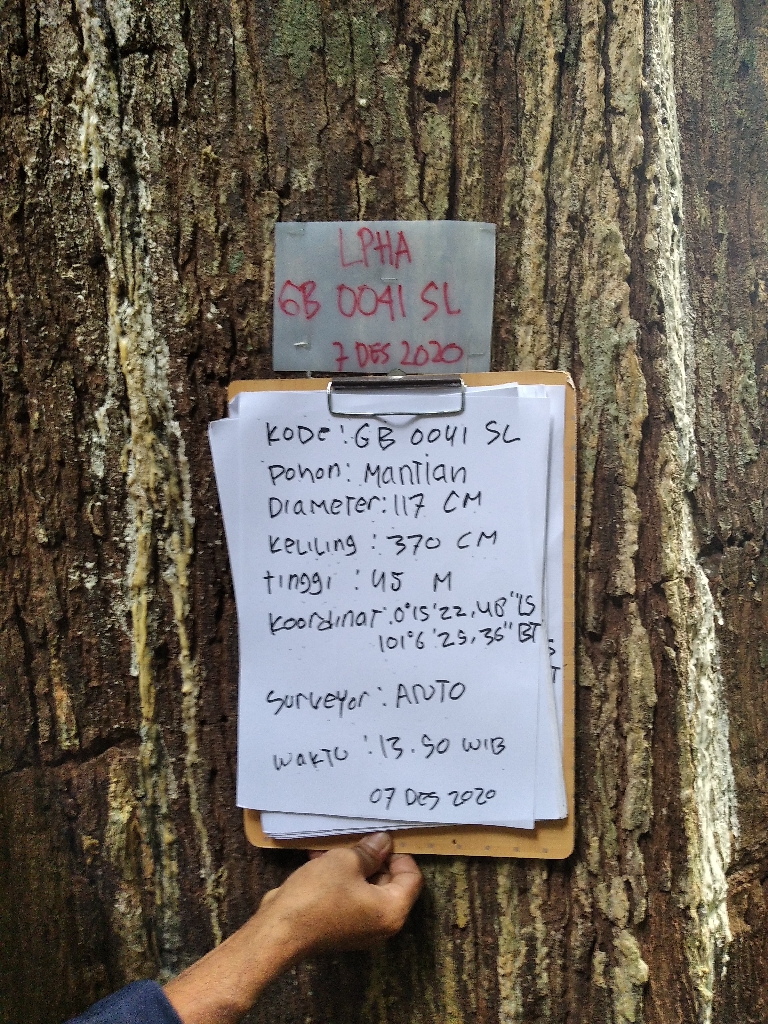 LPHA
GB 0041 SL
7 DES 2020
KODE : GB 0041 SL
Pohon : Mantian
Diameter : 117 CM
Keliling : 370 CM
Tinggi : 45 M
Koordinat : 0°15'22,48" LS
101°6'25,36" BT
Surveyor : ANTO
Waktu : 13.50 WIB
07 DES 2020
S
T